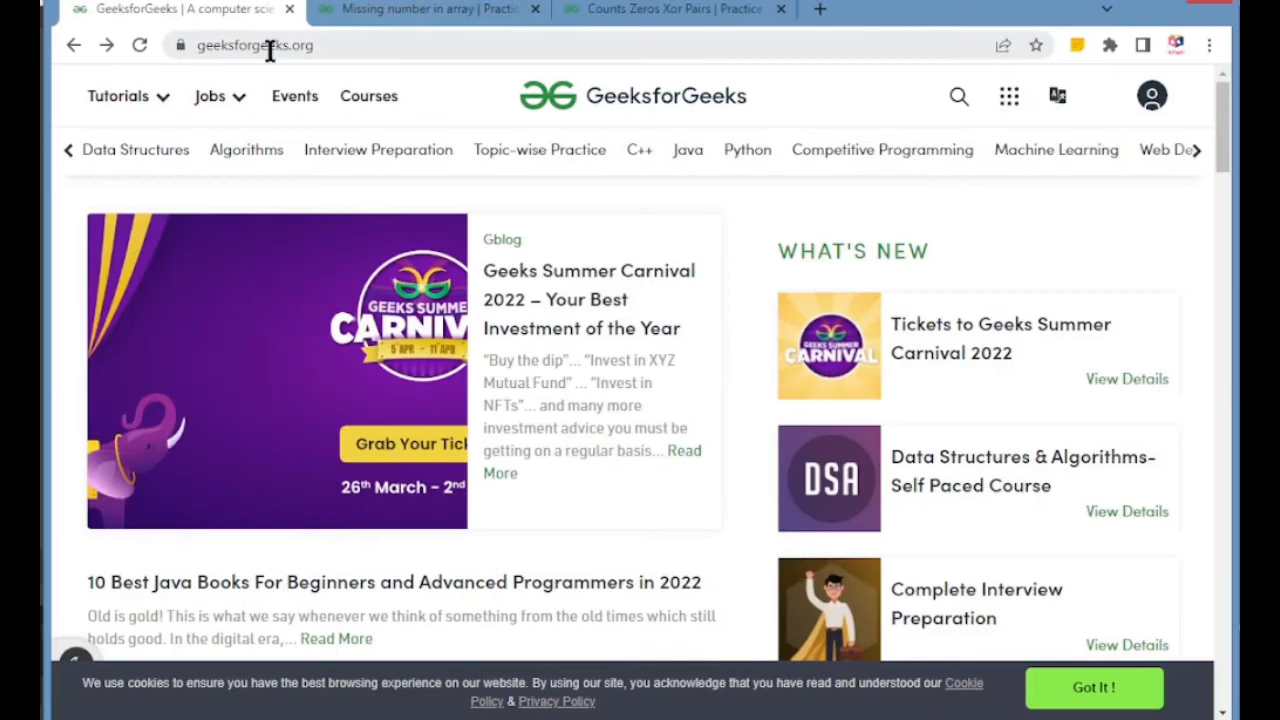 GeeksforGeeks | A computer scie
Missing number in array | Practic
Counts Zeros Xor Pairs | Practice
geeksforgeeks.org
Tutorials
Jobs
Events
Courses
GeeksforGeeks
Data Structures
Algorithms
Interview Preparation
Topic-wise Practice
C++
Java
Python
Competitive Programming
Machine Learning
Web De
GEEKS SUMME
CARNIV
5 APR - 11 APR
Grab Your Tick
26th March - 2nd
Gblog
Geeks Summer Carnival
2022 – Your Best
Investment of the Year
"Buy the dip"... "Invest in XYZ
Mutual Fund" ... "Invest in
NFTs"... and many more
investment advice you must be
getting on a regular basis... Read
More
10 Best Java Books For Beginners and Advanced Programmers in 2022
Old is gold! This is what we say whenever we think of something from the old times which still
holds good. In the digital era,... Read More
WHAT'S NEW
GEEKS SUMMER
CARNIVAL
Tickets to Geeks Summer
Carnival 2022
View Details
DSA
Data Structures & Algorithms-
Self Paced Course
View Details
Complete Interview
Preparation
View Details
We use cookies to ensure you have the best browsing experience on our website. By using our site, you acknowledge that you have read and understood our Cookie
Policy & Privacy Policy
Got It !